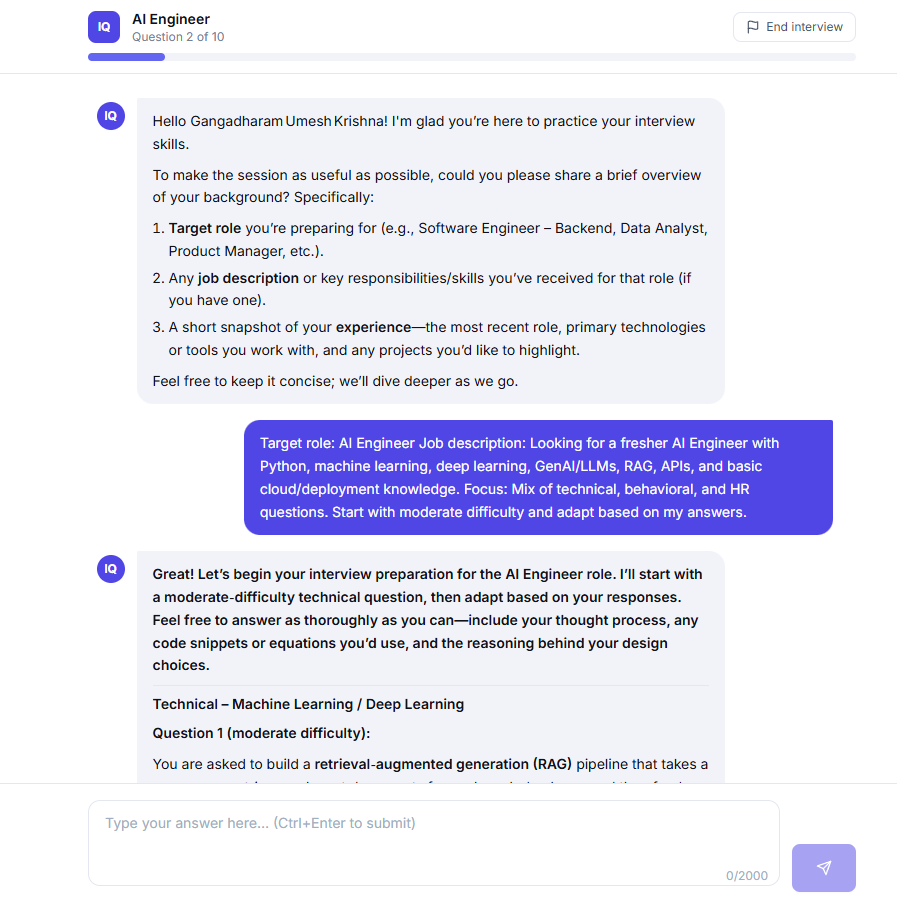 IQ
AI Engineer
Question 2 of 10
End interview
IQ
Hello Gangadharam Umesh Krishna! I'm glad you're here to practice your interview
skills.
To make the session as useful as possible, could you please share a brief overview
of your background? Specifically:
1. Target role you're preparing for (e.g., Software Engineer – Backend, Data Analyst,
Product Manager, etc.).
2. Any job description or key responsibilities/skills you've received for that role (if
you have one).
3. A short snapshot of your experience—the most recent role, primary technologies
or tools you work with, and any projects you'd like to highlight.
Feel free to keep it concise; we'll dive deeper as we go.
Target role: AI Engineer Job description: Looking for a fresher AI Engineer with
Python, machine learning, deep learning, GenAI/LLMs, RAG, APIs, and basic
cloud/deployment knowledge. Focus: Mix of technical, behavioral, and HR
questions. Start with moderate difficulty and adapt based on my answers.
IQ
Great! Let's begin your interview preparation for the AI Engineer role. I'll start with
a moderate-difficulty technical question, then adapt based on your responses.
Feel free to answer as thoroughly as you can—include your thought process, any
code snippets or equations you'd use, and the reasoning behind your design
choices.
Technical – Machine Learning / Deep Learning
Question 1 (moderate difficulty):
You are asked to build a retrieval-augmented generation (RAG) pipeline that takes a
Type your answer here... (Ctrl+Enter to submit)
0/2000